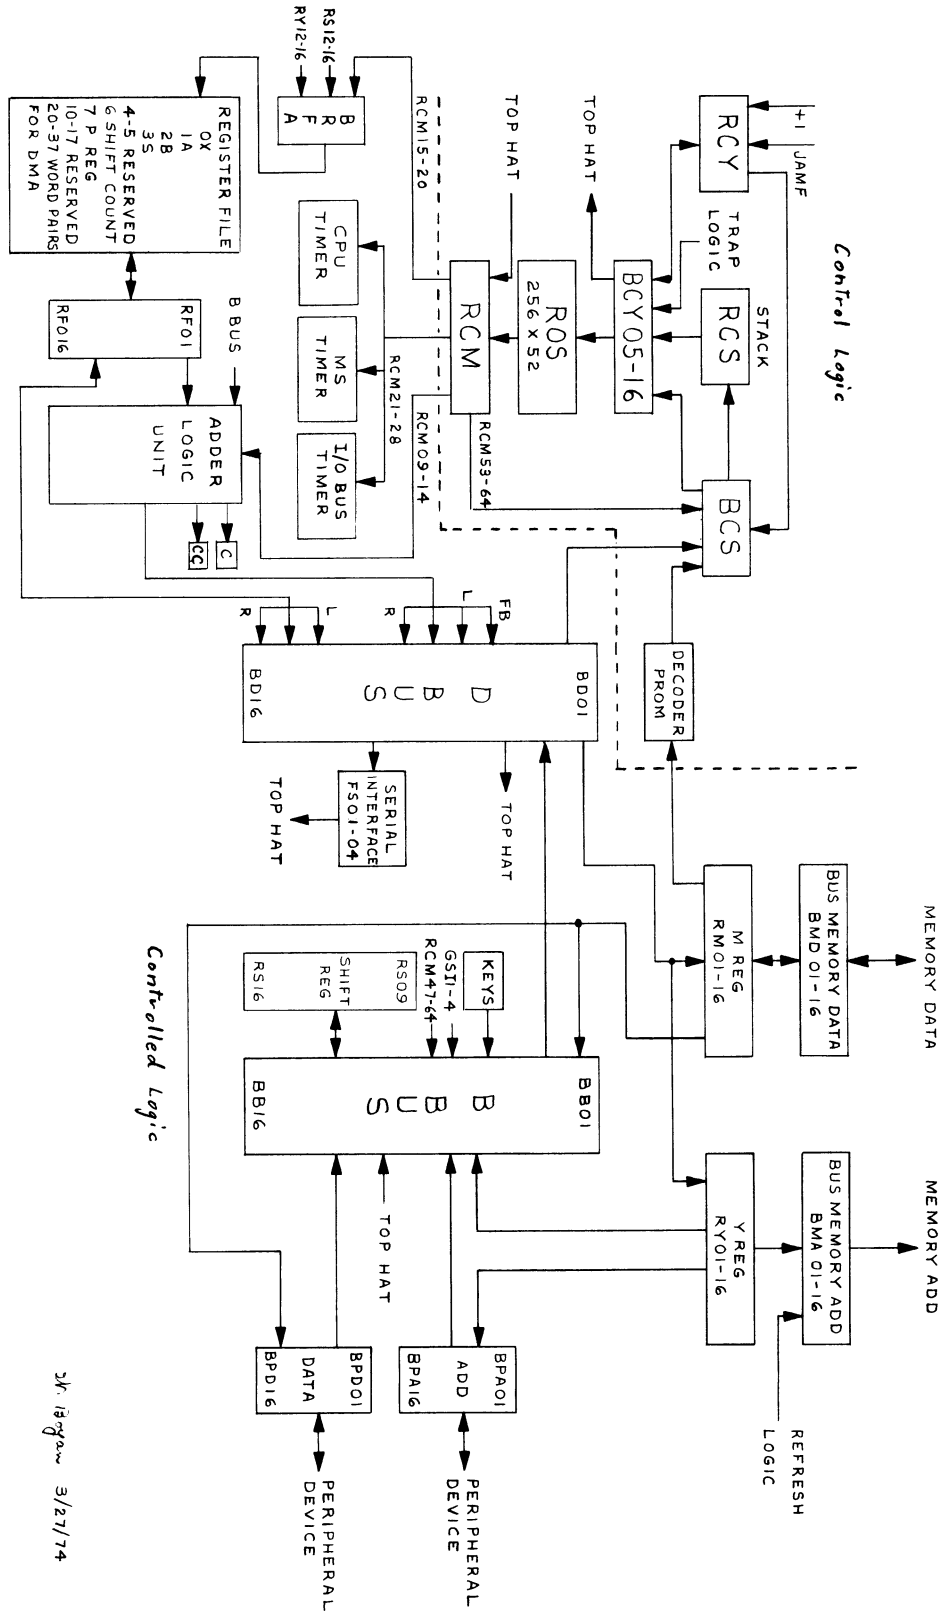 MEMORY DATA
MEMORY ADD
Control Logic
+1
JAMF
RCY
TRAP
LOGIC
STACK
RCS
BCS
BUS MEMORY DATA
BMD 01-16
BUS MEMORY ADD
BMA 01-16
REFRESH
LOGIC
M REG
RM01-16
Y REG
RY01-16
DECODER
PROM
TOP HAT
BCY05-16
ROS
256 X 52
TOP HAT
RCM
RCM53-64
RCM15-20
RCM09-14
RCM21-28
CPU
TIMER
MS
TIMER
I/O BUS
TIMER
RS12-16
RY12-16
B
R
F
A
REGISTER FILE
0X
1A
2B
3S
4-5 RESERVED
6 SHIFT COUNT
7 P REG
10-17 RESERVED
20-37 WORD PAIRS
FOR DMA
RF01
RF016
B BUS
ADDER
LOGIC
UNIT
C
CC
FB
L
R
L
R
BD01
D
B
U
S
BD16
TOP HAT
SERIAL
INTERFACE
FS01-04
TOP HAT
KEYS
GSI1-4
RCM47-64
RS09
SHIFT
REG
RS16
BB01
B
B
U
S
BB16
TOP HAT
BPA01
ADD
BPA16
PERIPHERAL
DEVICE
BPD01
DATA
BPD16
PERIPHERAL
DEVICE
Controlled Logic
3/27/74